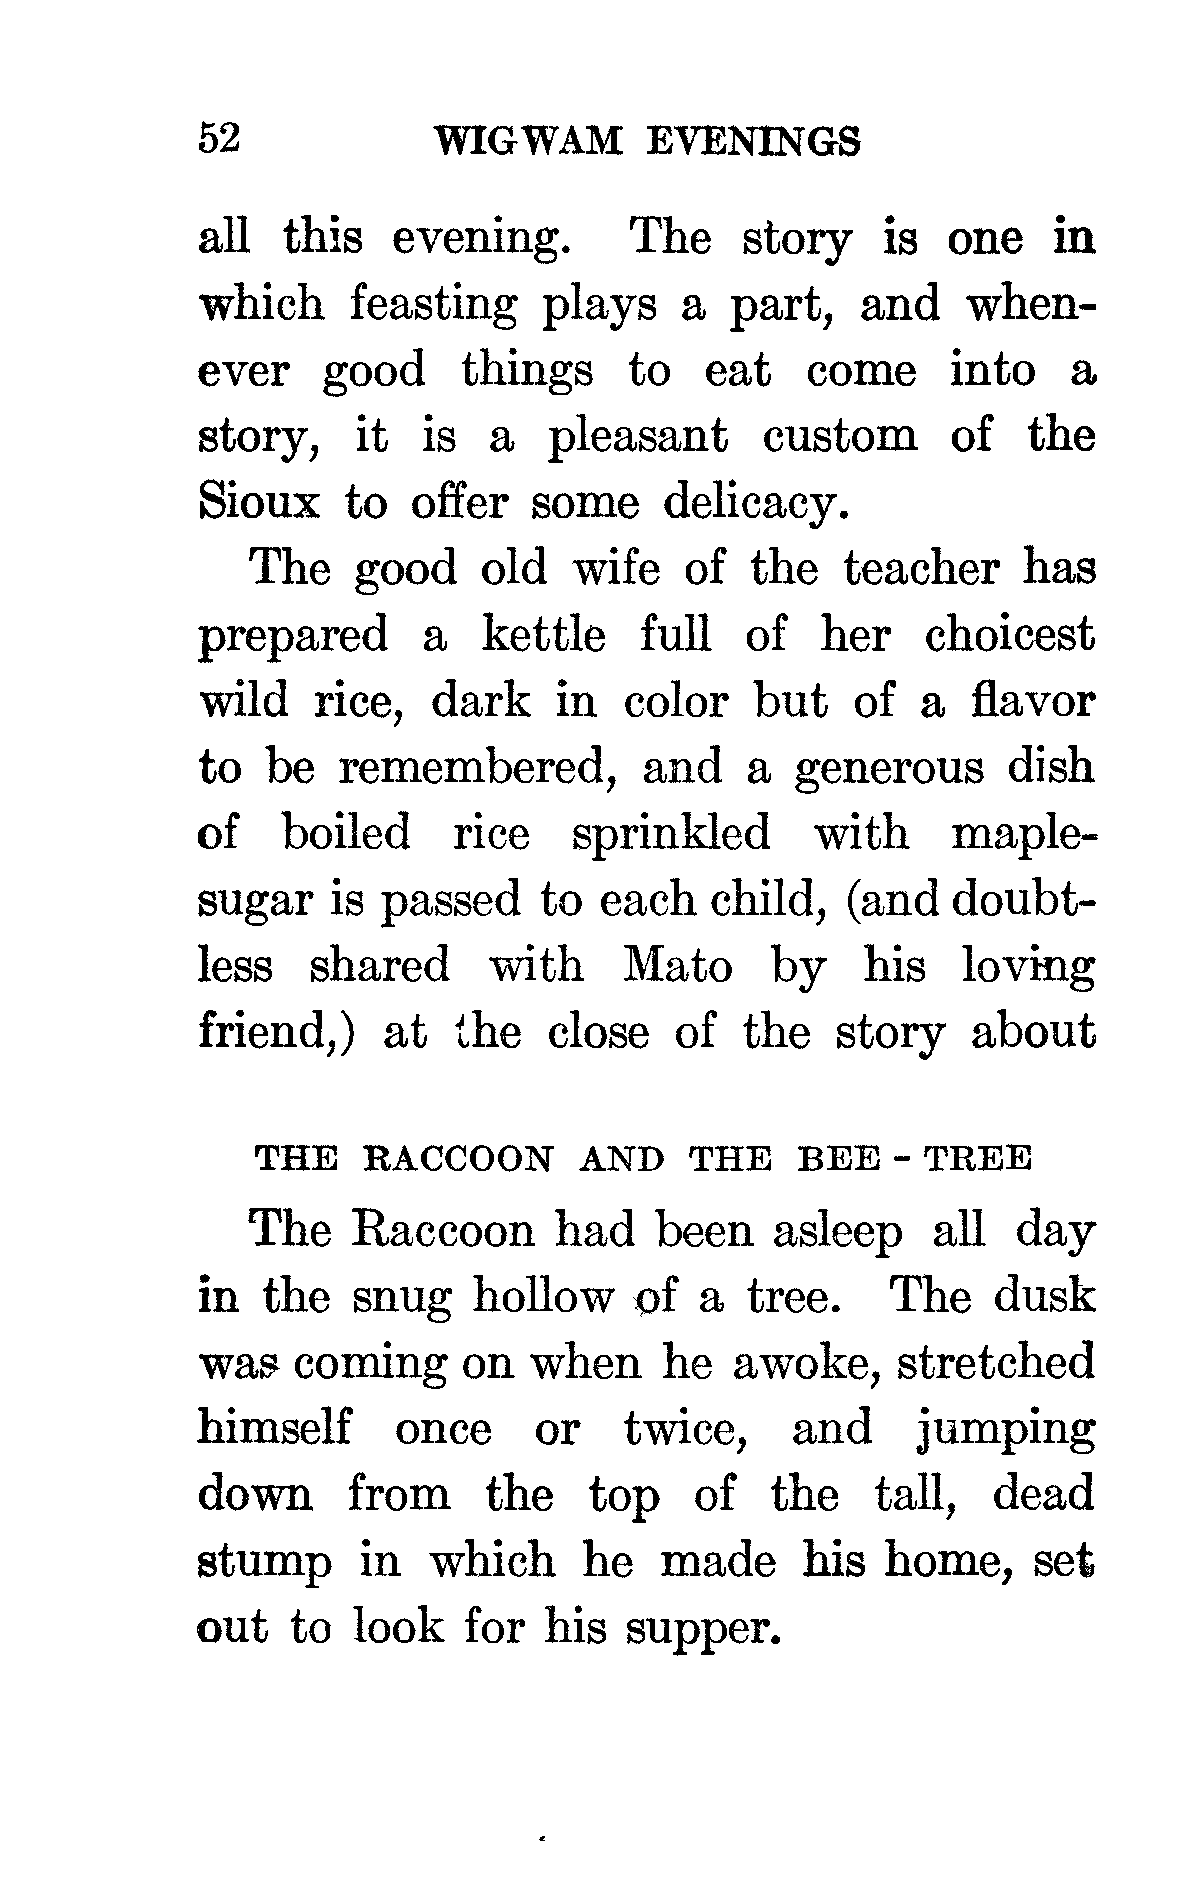 52 WIGWAM EVENINGS
all this evening. The story is one in
which feasting plays a part, and when-
ever good things to eat come into a
story, it is a pleasant custom of the
Sioux to offer some delicacy.
The good old wife of the teacher has
prepared a kettle full of her choicest
wild rice, dark in color but of a flavor
to be remembered, and a generous dish
of boiled rice sprinkled with maple-
sugar is passed to each child, (and doubt-
less shared with Mato by his loving
friend,) at the close of the story about
THE RACCOON AND THE BEE-TREE
The Raccoon had been asleep all day
in the snug hollow of a tree. The dusk
was coming on when he awoke, stretched
himself once or twice, and jumping
down from the top of the tall, dead
stump in which he made his home, set
out to look for his supper.